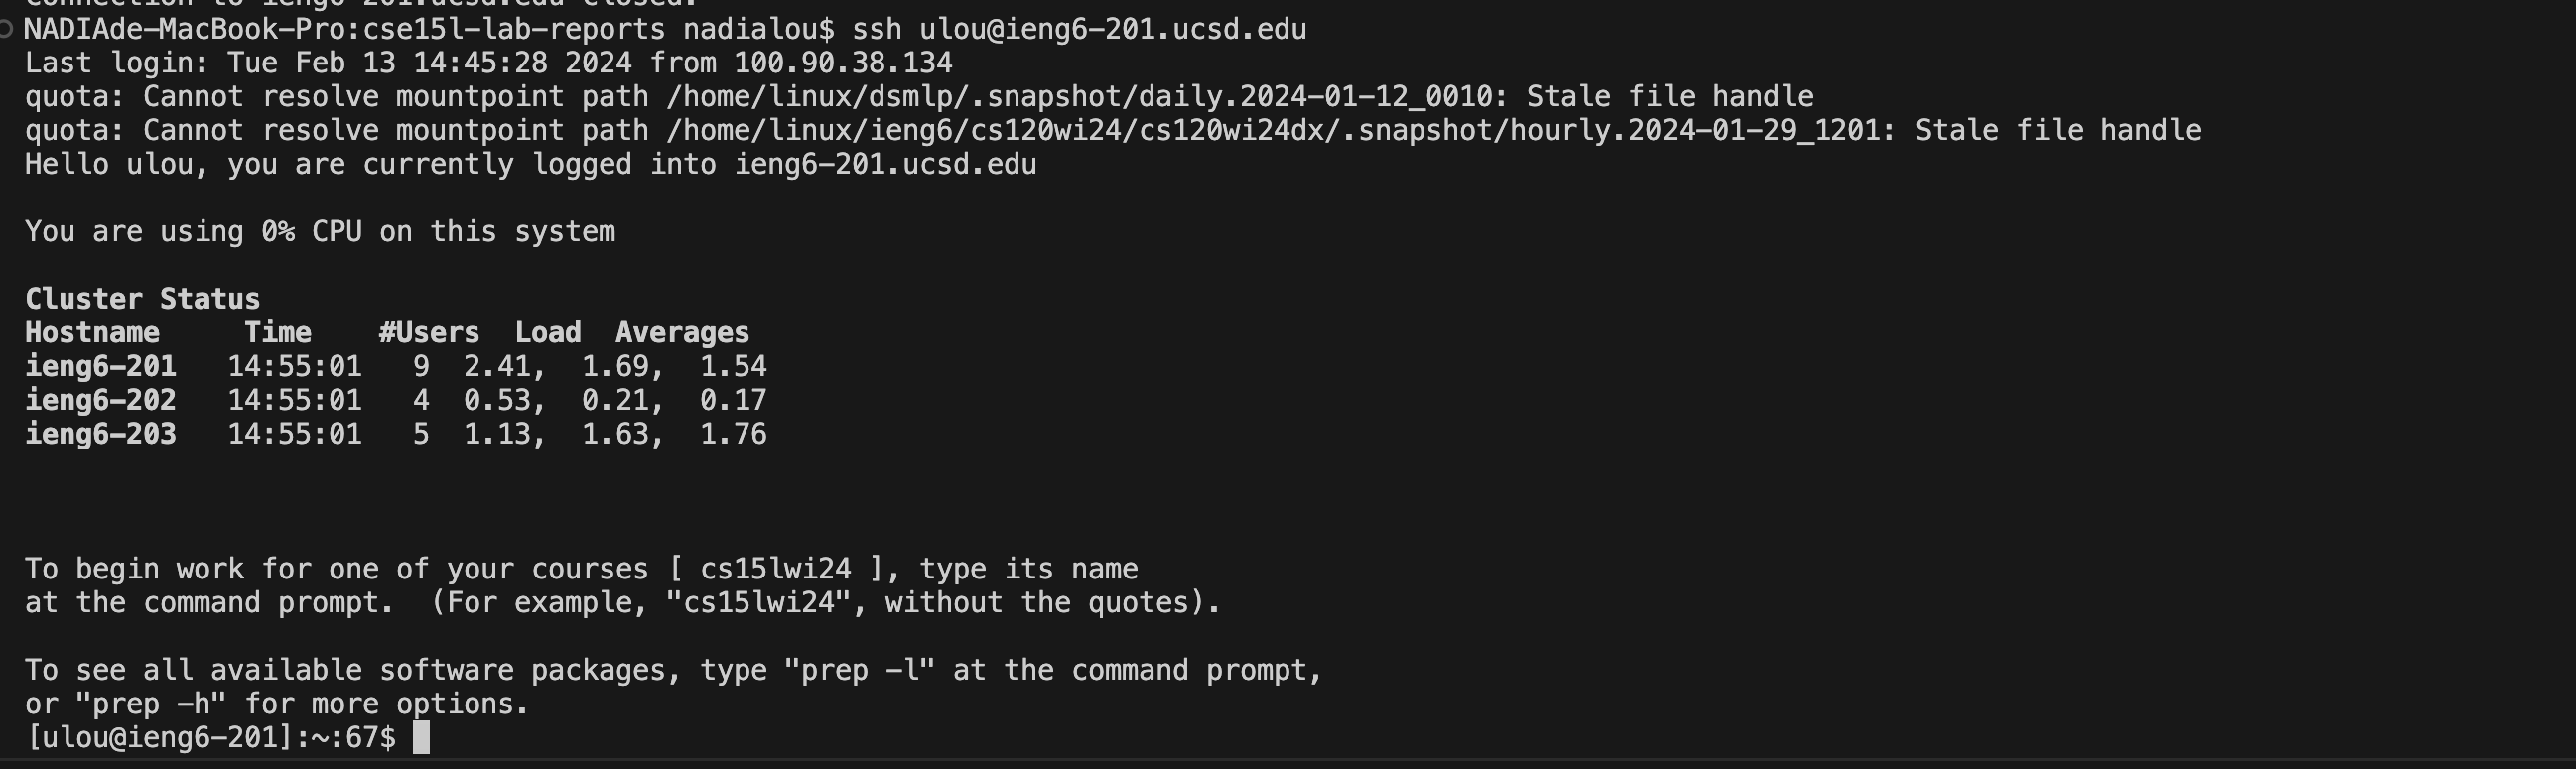 connection to ieng6-201.ucsd.edu closed.
NADIAde-MacBook-Pro:cse15l-lab-reports nadialou$ ssh ulou@ieng6-201.ucsd.edu
Last login: Tue Feb 13 14:45:28 2024 from 100.90.38.134
quota: Cannot resolve mountpoint path /home/linux/dsmlp/.snapshot/daily.2024-01-12_0010: Stale file handle
quota: Cannot resolve mountpoint path /home/linux/ieng6/cs120wi24/cs120wi24dx/.snapshot/hourly.2024-01-29_1201: Stale file handle
Hello ulou, you are currently logged into ieng6-201.ucsd.edu
You are using 0% CPU on this system
Cluster Status
Hostname     Time    #Users  Load  Averages
ieng6-201   14:55:01   9  2.41,  1.69,  1.54
ieng6-202   14:55:01   4  0.53,  0.21,  0.17
ieng6-203   14:55:01   5  1.13,  1.63,  1.76
To begin work for one of your courses [ cs15lwi24 ], type its name
at the command prompt.  (For example, "cs15lwi24", without the quotes).
To see all available software packages, type "prep -l" at the command prompt,
or "prep -h" for more options.
[ulou@ieng6-201]:~:67$